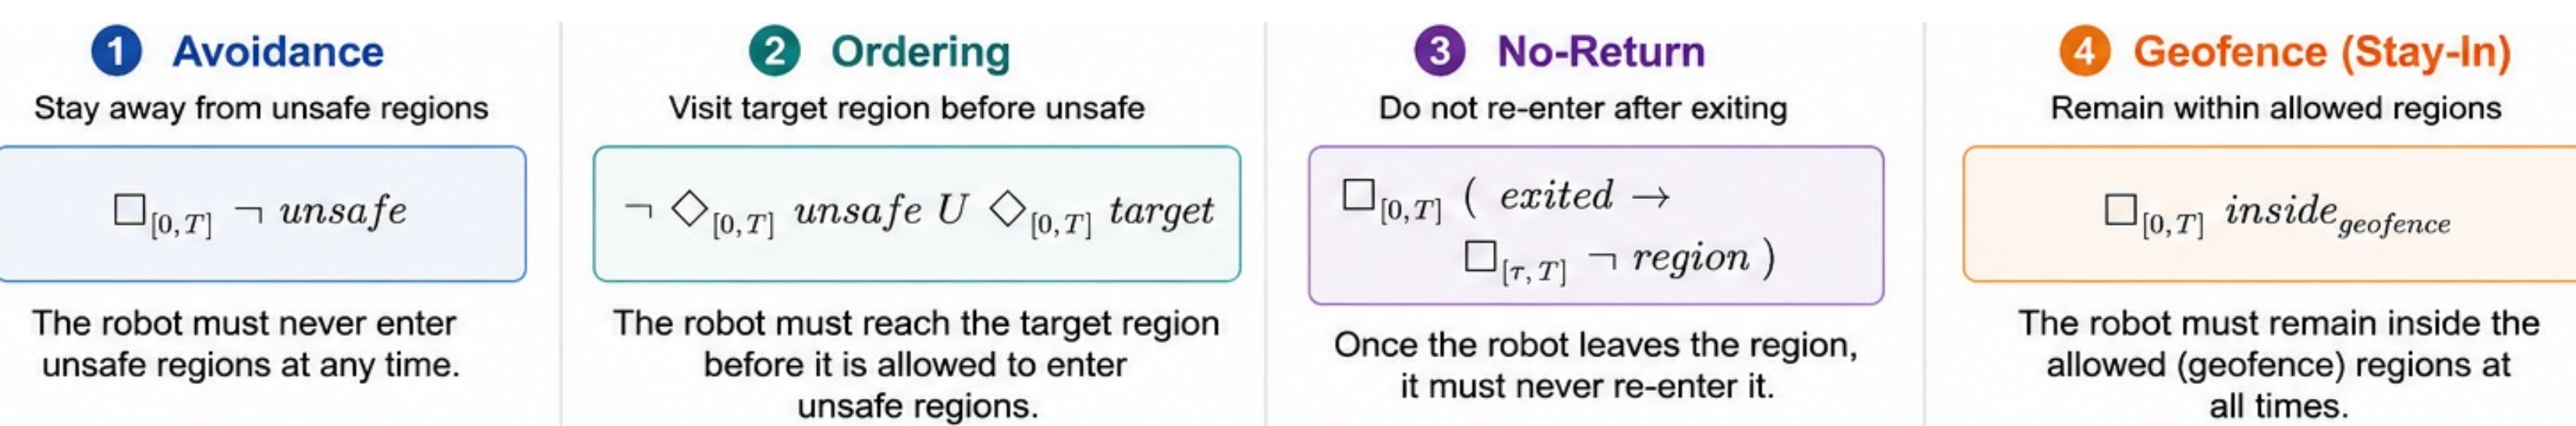 1 Avoidance
Stay away from unsafe regions
□[0,T] ¬ unsafe
The robot must never enter
unsafe regions at any time.
2 Ordering
Visit target region before unsafe
¬ ◇[0,T] unsafe U ◇[0,T] target
The robot must reach the target region
before it is allowed to enter
unsafe regions.
3 No-Return
Do not re-enter after exiting
□[0,T] ( exited →
□[τ,T] ¬ region )
Once the robot leaves the region,
it must never re-enter it.
4 Geofence (Stay-In)
Remain within allowed regions
□[0,T] inside geofence
The robot must remain inside the
allowed (geofence) regions at
all times.